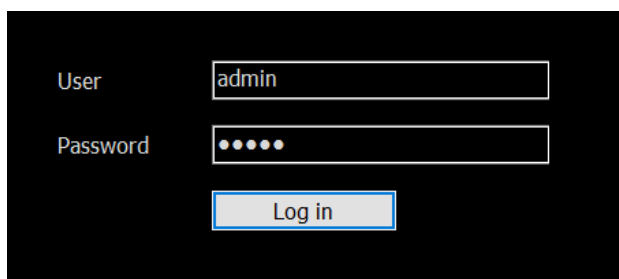 User admin
Password ●●●●●
Log in